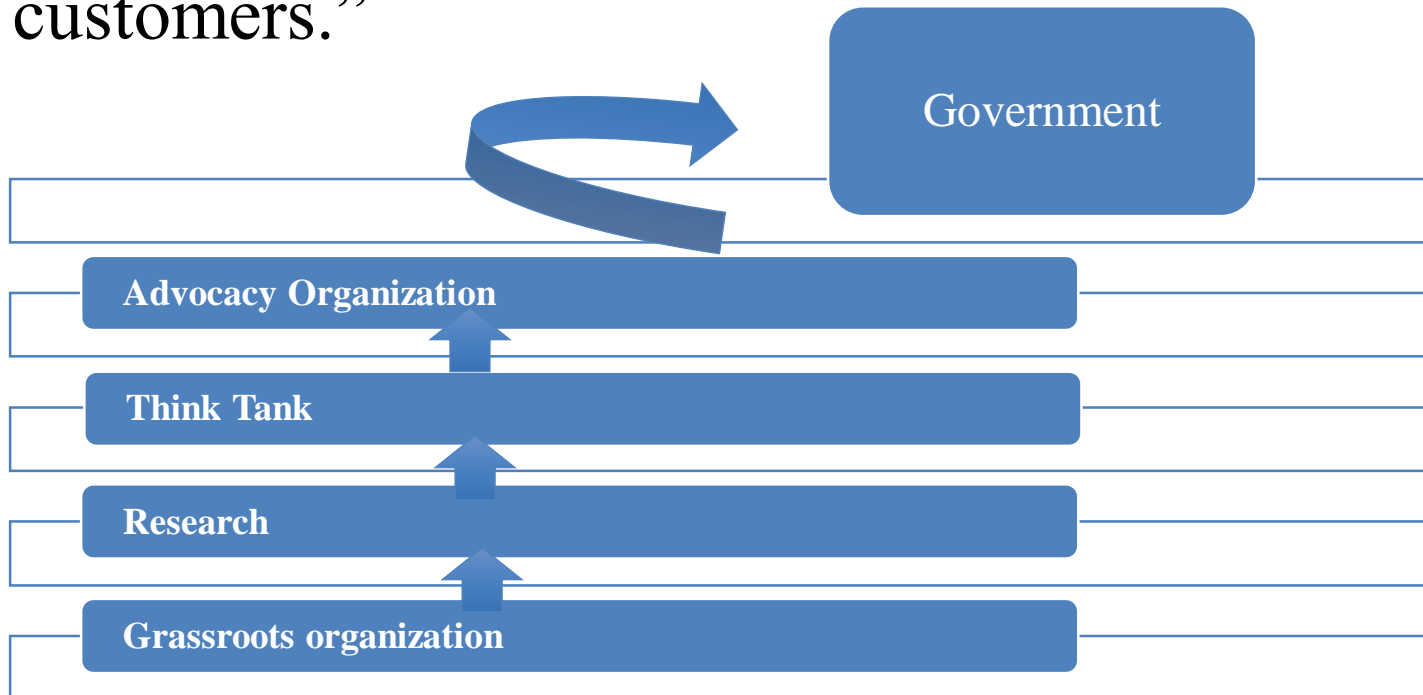 customers.”
Government
Advocacy Organization
Think Tank
Research
Grassroots organization